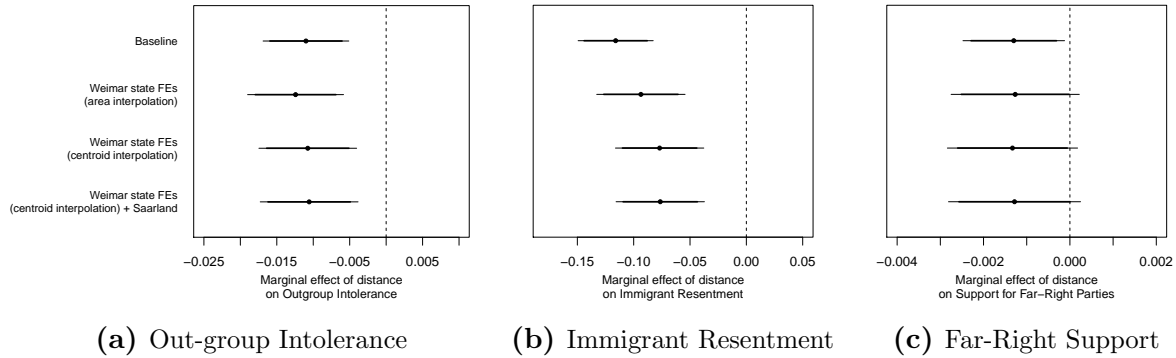 Baseline
Weimar state FEs
(area interpolation)
Weimar state FEs
(centroid interpolation)
Weimar state FEs
(centroid interpolation) + Saarland
−0.025 −0.015 −0.005 0.005
Marginal effect of distance
on Outgroup Intolerance
−0.15 −0.10 −0.05 0.00 0.05
Marginal effect of distance
on Immigrant Resentment
−0.004 −0.002 0.000 0.002
Marginal effect of distance
on Support for Far−Right Parties
(a) Out-group Intolerance
(b) Immigrant Resentment
(c) Far-Right Support